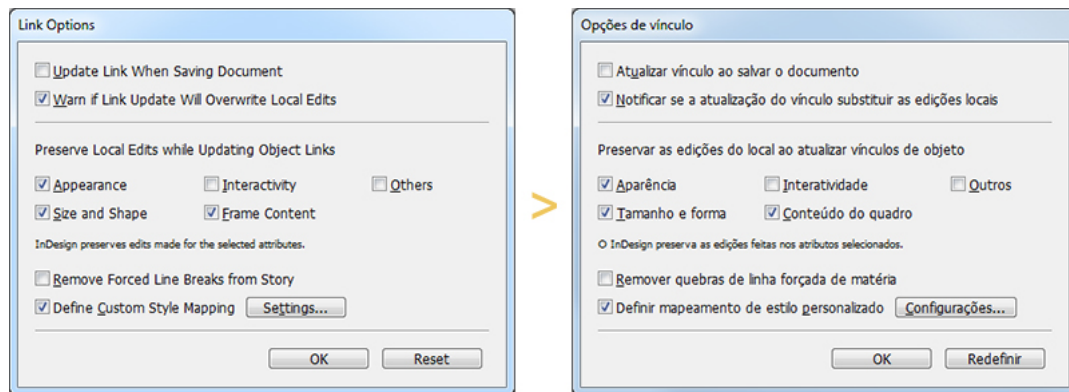 Link Options
Update Link When Saving Document
Warn if Link Update Will Overwrite Local Edits
Preserve Local Edits while Updating Object Links
Appearance Interactivity Others
Size and Shape Frame Content
InDesign preserves edits made for the selected attributes.
Remove Forced Line Breaks from Story
Define Custom Style Mapping Settings...
OK Reset
>
Opções de vínculo
Atualizar vínculo ao salvar o documento
Notificar se a atualização do vínculo substituir as edições locais
Preservar as edições do local ao atualizar vínculos de objeto
Aparência Interatividade Outros
Tamanho e forma Conteúdo do quadro
O InDesign preserva as edições feitas nos atributos selecionados.
Remover quebras de linha forçada de matéria
Definir mapeamento de estilo personalizado Configurações...
OK Redefinir